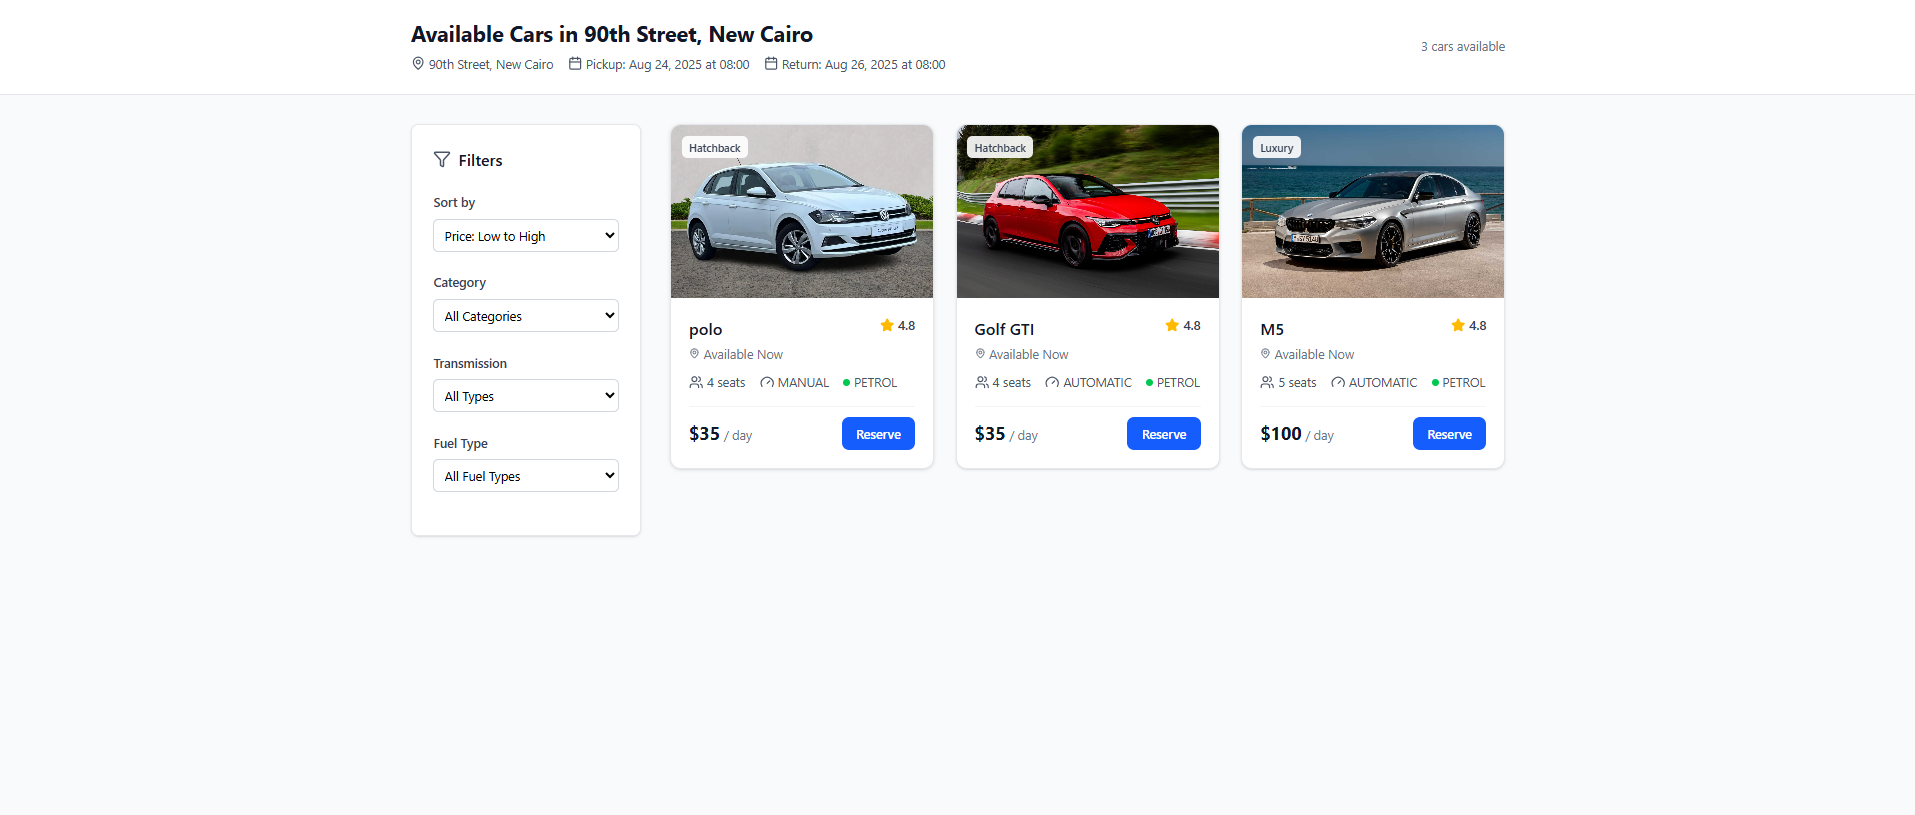 Available Cars in 90th Street, New Cairo
90th Street, New Cairo Pickup: Aug 24, 2025 at 08:00 Return: Aug 26, 2025 at 08:00
3 cars available
Filters
Sort by
Price: Low to High
Category
All Categories
Transmission
All Types
Fuel Type
All Fuel Types
Hatchback
polo 4.8
Available Now
4 seats MANUAL PETROL
$35 / day Reserve
Hatchback
Golf GTI 4.8
Available Now
4 seats AUTOMATIC PETROL
$35 / day Reserve
Luxury
M5 4.8
Available Now
5 seats AUTOMATIC PETROL
$100 / day Reserve